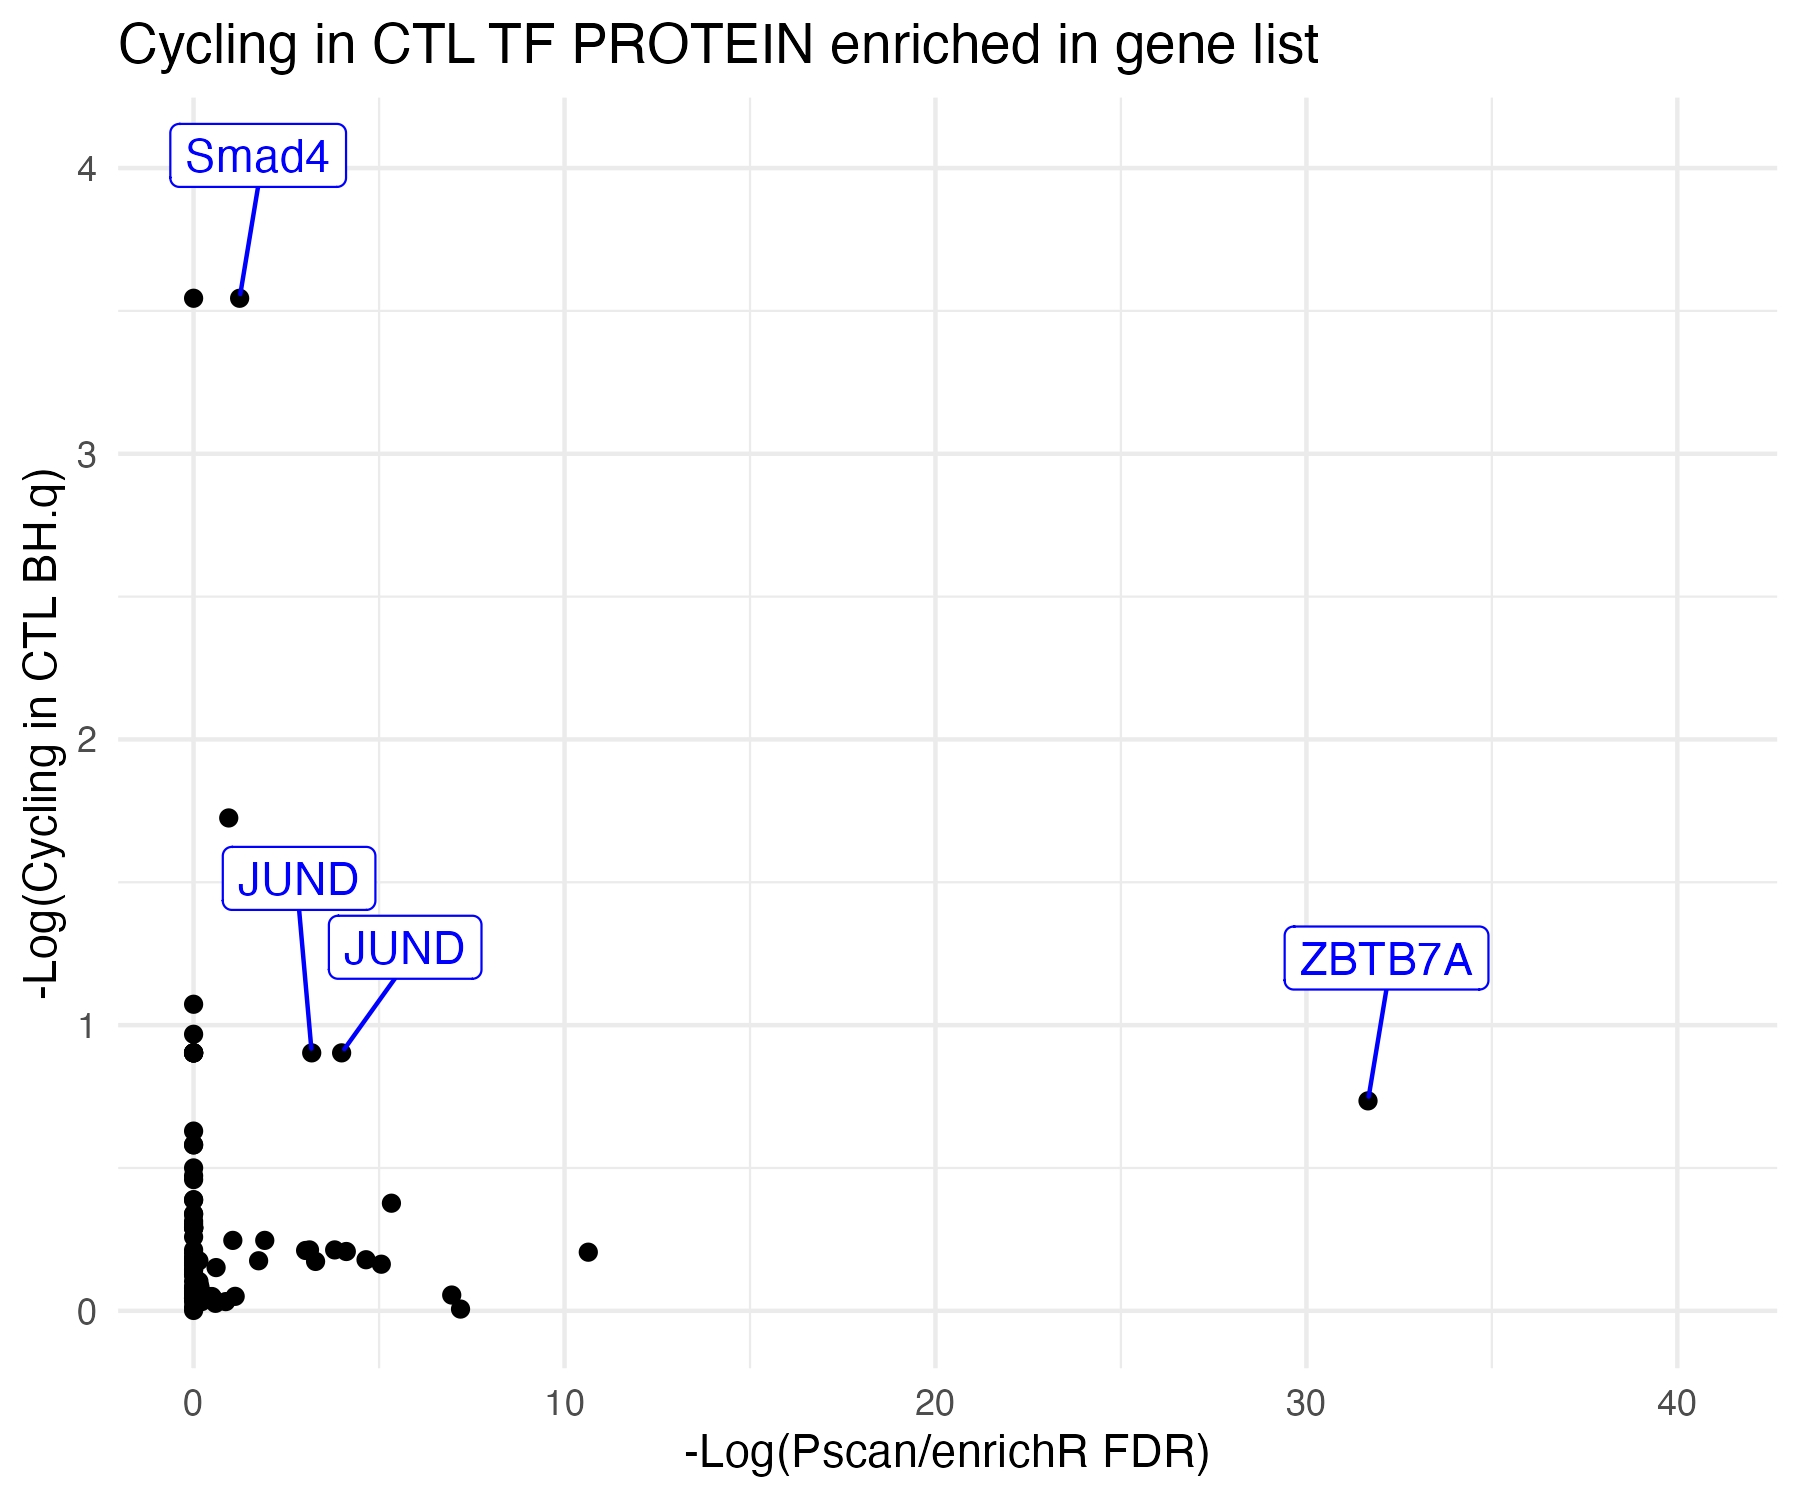 Cycling in CTL TF PROTEIN enriched in gene list
-Log(Cycling in CTL BH.q)
4
3
2
1
0
Smad4
JUND
JUND
ZBTB7A
0
10
20
30
40
-Log(Pscan/enrichR FDR)